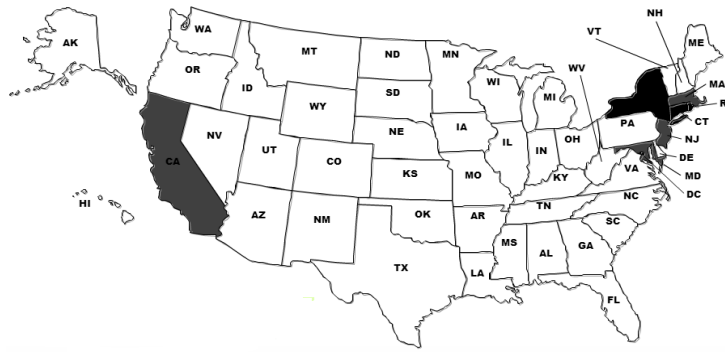 NH
VT
ME
AK
WA
MT
ND
MN
OR
ID
WI
WV
MA
SD
MI
R
WY
CT
PA
IA
NE
NJ
NV
OH
IL
IN
DE
UT
CO
CA
VA
MD
KS
MO
KY
DC
NC
HI
TN
OK
AZ
NM
AR
SC
MS
AL
GA
TX
LA
FL